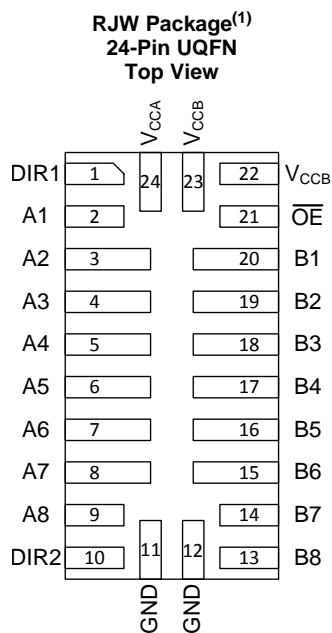 RJW Package(1)
24-Pin UQFN
Top View
VCCA VCCB
DIR1 1 24 23 22 VCCB
A1 2 21 OE
A2 3 20 B1
A3 4 19 B2
A4 5 18 B3
A5 6 17 B4
A6 7 16 B5
A7 8 15 B6
A8 9 14 B7
DIR2 10 11 12 13 B8
GND GND